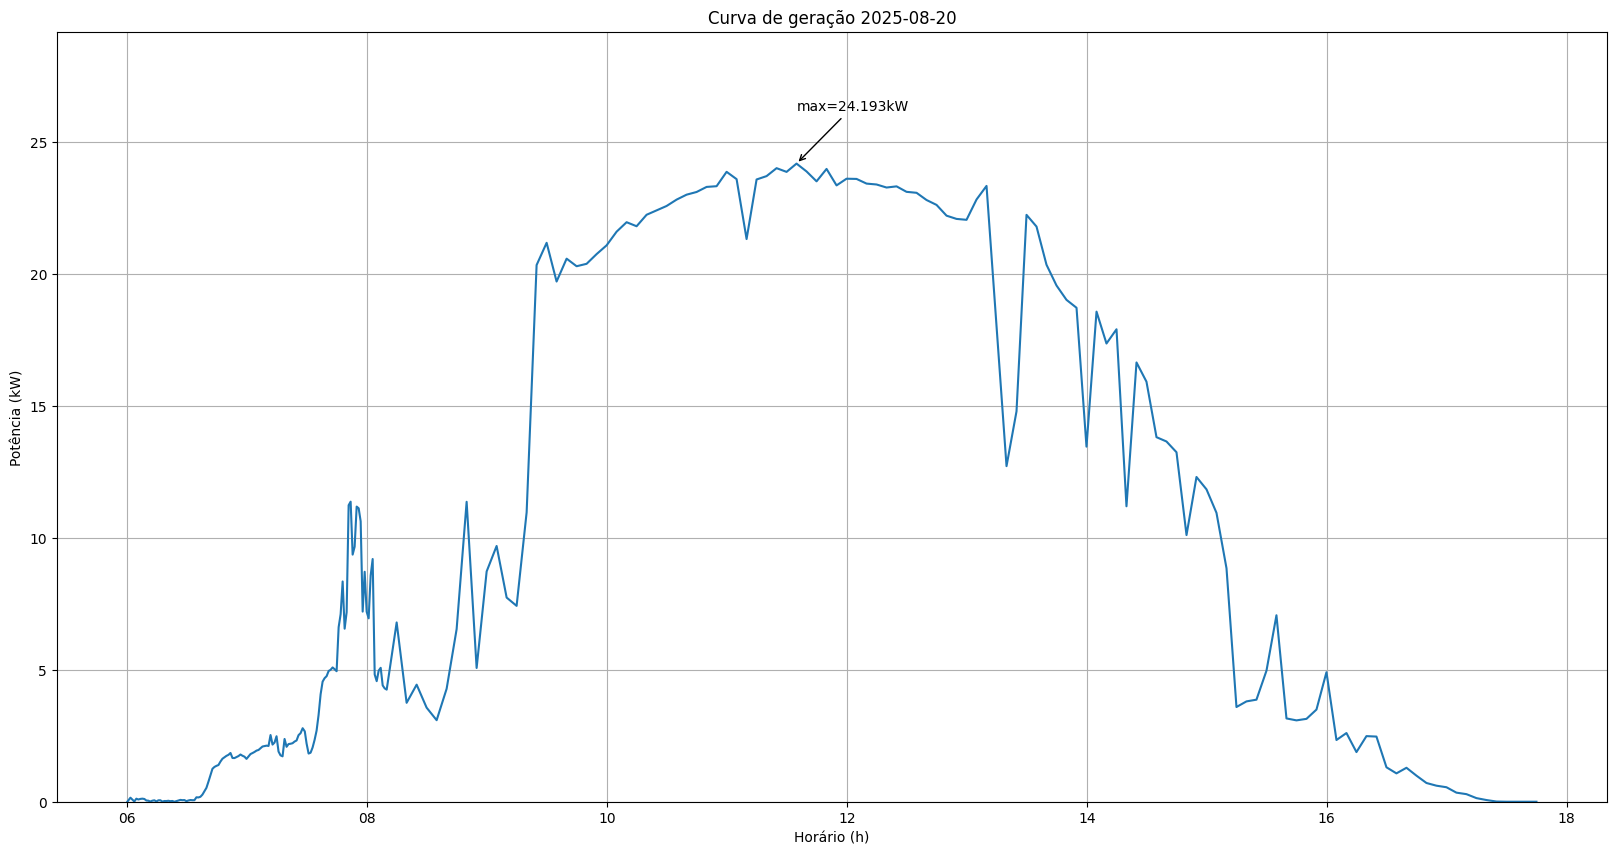 Curva de geração 2025-08-20
max=24.193kW
25
20
15
10
5
0
Potência (kW)
06 08 10 12 14 16 18
Horário (h)